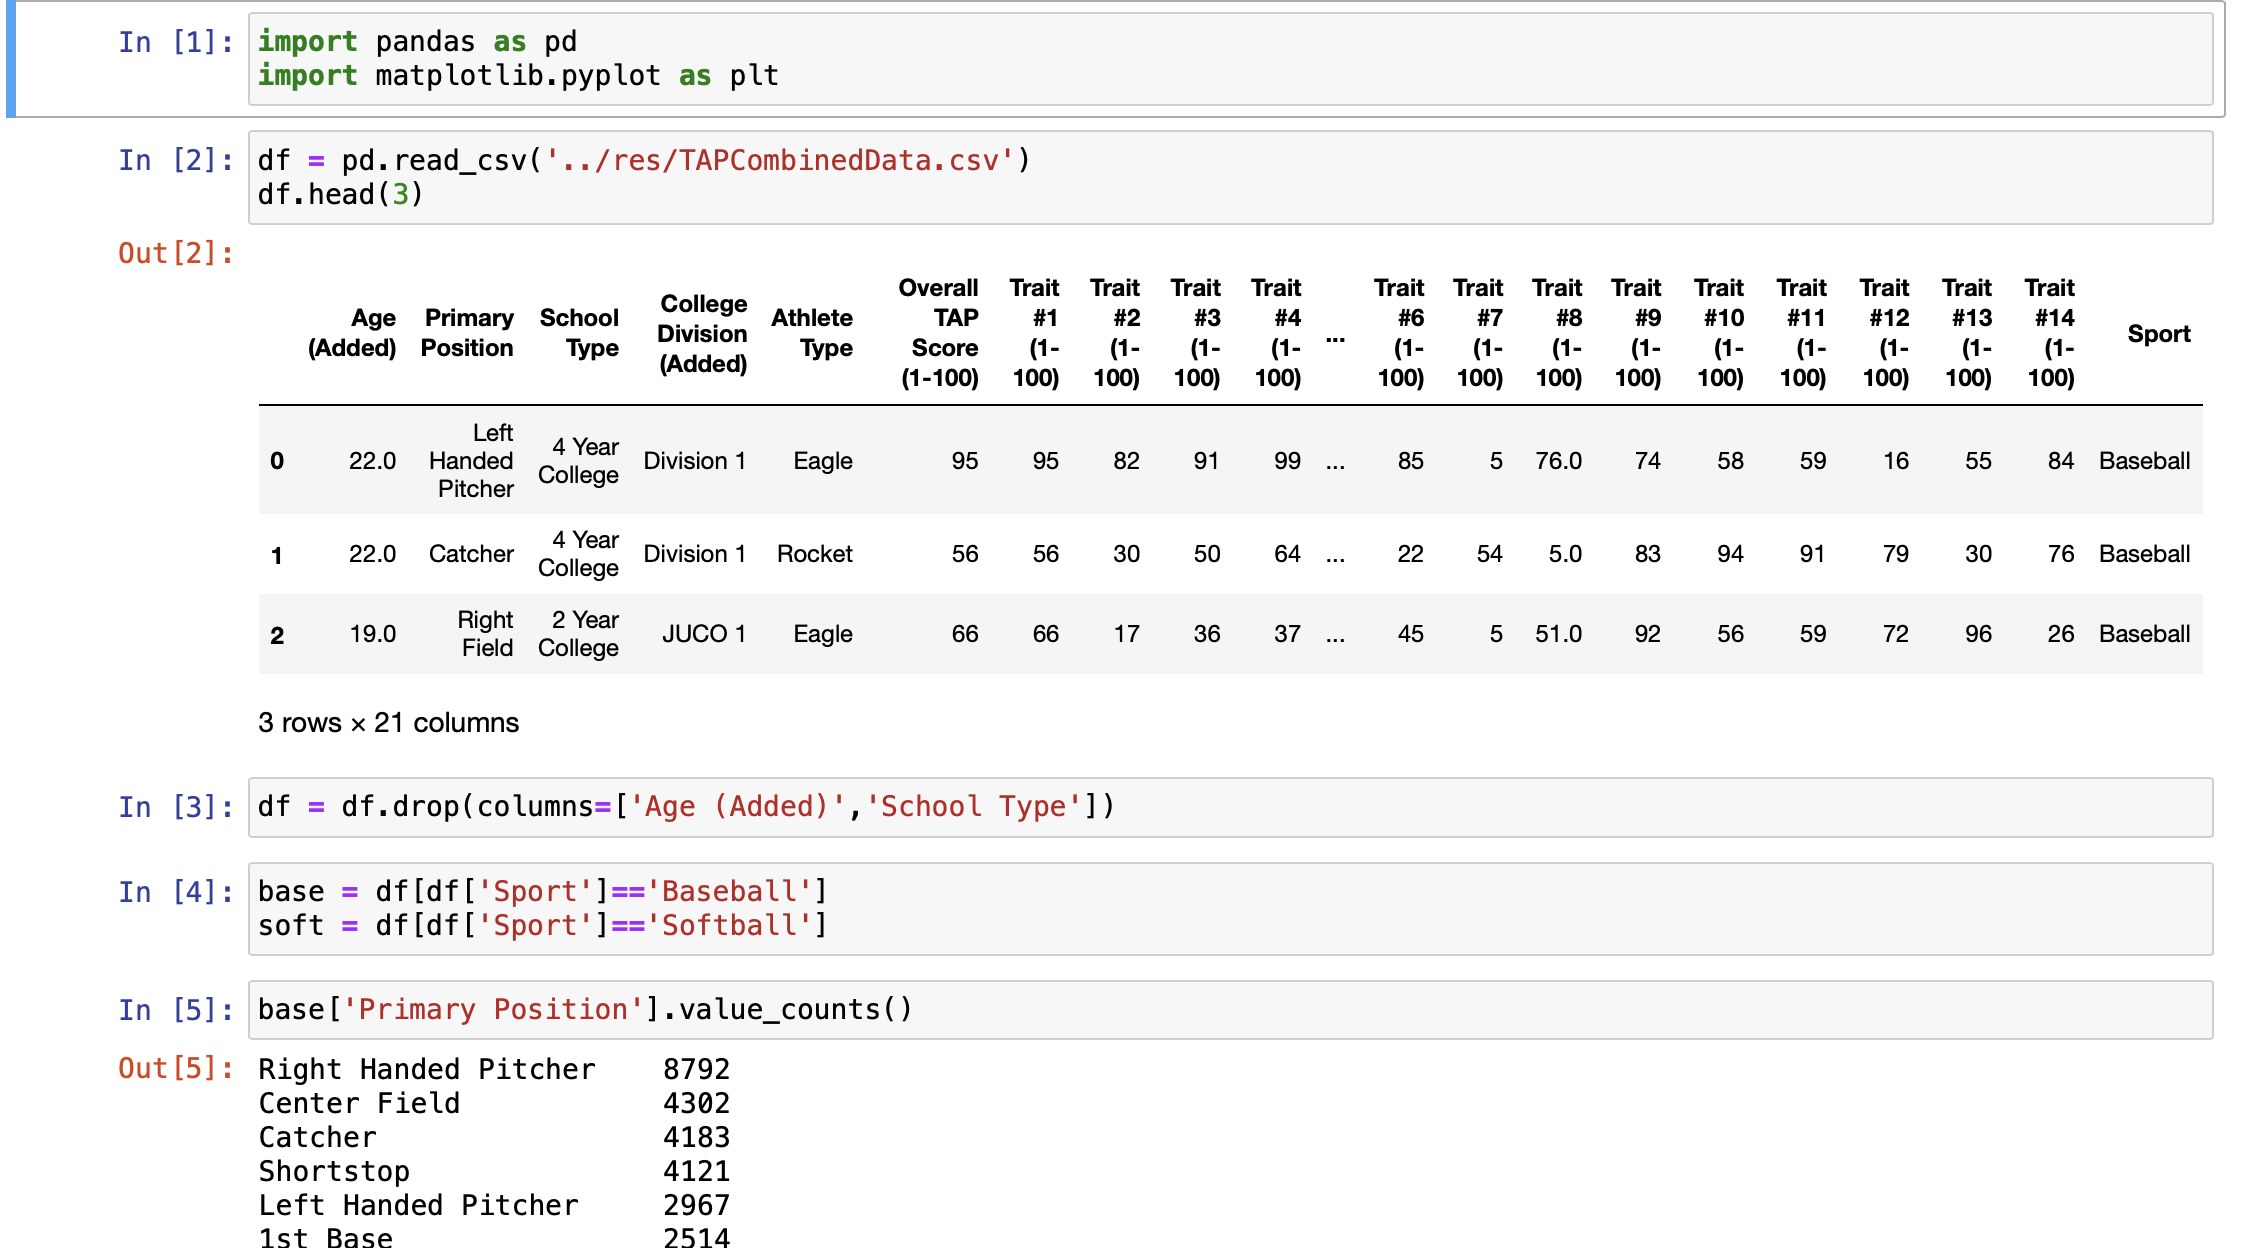 In [1]: import pandas as pd
import matplotlib.pyplot as plt
In [2]: df = pd.read_csv('../res/TAPCombinedData.csv')
df.head(3)
Out[2]:
Age (Added) Primary Position School Type College Division (Added) Athlete Type Overall TAP Score (1-100) Trait #1 (1-100) Trait #2 (1-100) Trait #3 (1-100) Trait #4 (1-100) ... Trait #6 (1-100) Trait #7 (1-100) Trait #8 (1-100) Trait #9 (1-100) Trait #10 (1-100) Trait #11 (1-100) Trait #12 (1-100) Trait #13 (1-100) Trait #14 (1-100) Sport
0 22.0 Left Handed Pitcher 4 Year College Division 1 Eagle 95 95 82 91 99 ... 85 5 76.0 74 58 59 16 55 84 Baseball
1 22.0 Catcher 4 Year College Division 1 Rocket 56 56 30 50 64 ... 22 54 5.0 83 94 91 79 30 76 Baseball
2 19.0 Right Field 2 Year College JUCO 1 Eagle 66 66 17 36 37 ... 45 5 51.0 92 56 59 72 96 26 Baseball
3 rows × 21 columns
In [3]: df = df.drop(columns=['Age (Added)','School Type'])
In [4]: base = df[df['Sport']=='Baseball']
soft = df[df['Sport']=='Softball']
In [5]: base['Primary Position'].value_counts()
Out[5]: Right Handed Pitcher 8792
Center Field 4302
Catcher 4183
Shortstop 4121
Left Handed Pitcher 2967
1st Base 2514